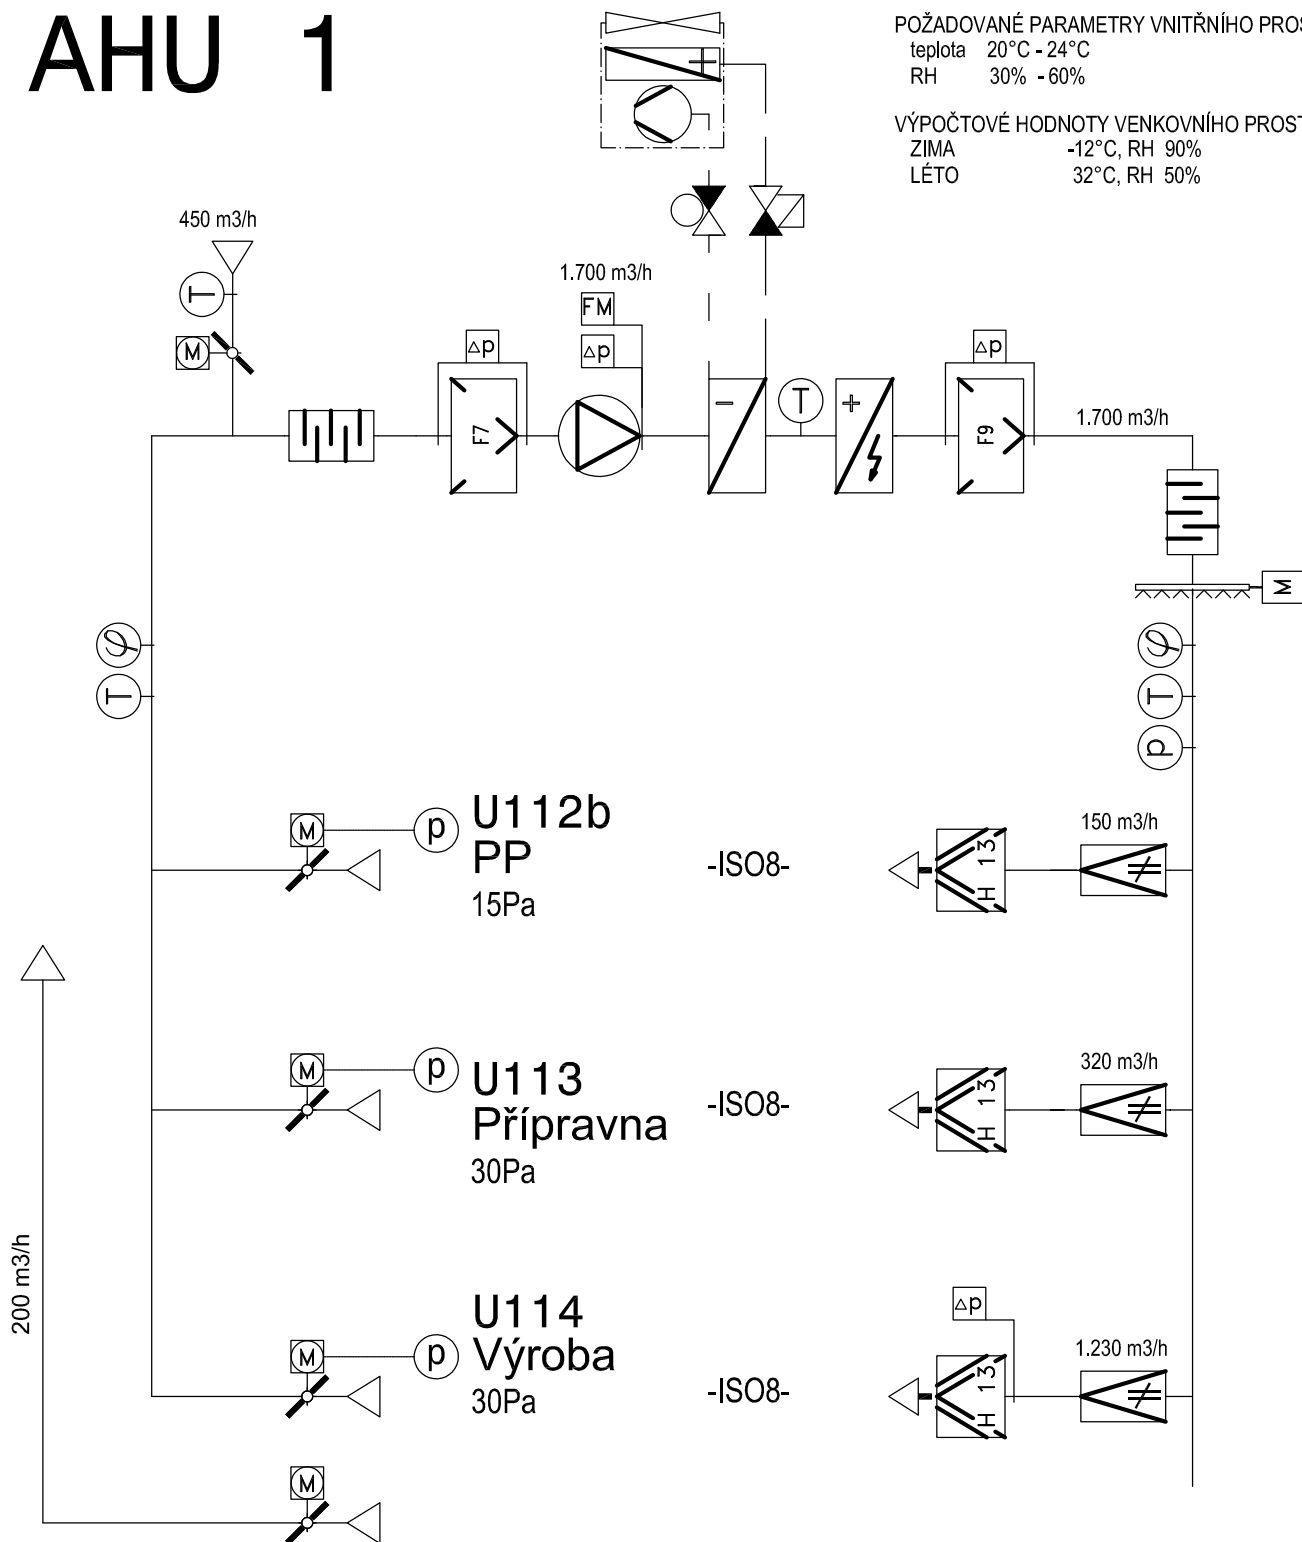 AHU 1
POŽADOVANÉ PARAMETRY VNITŘNÍHO PROS
teplota 20°C - 24°C
RH 30% - 60%
VÝPOČTOVÉ HODNOTY VENKOVNÍHO PROST
ZIMA -12°C, RH 90%
LÉTO 32°C, RH 50%
450 m3/h
T
M
1.700 m3/h
FM
Δp
Δp
Δp
F7
T
F9
1.700 m3/h
M
φ
T
φ
T
p
M
p
U112b
PP
15Pa
-ISO8-
H 13
150 m3/h
M
p
U113
Přípravna
30Pa
-ISO8-
H 13
320 m3/h
200 m3/h
M
p
U114
Výroba
30Pa
-ISO8-
Δp
H 13
1.230 m3/h
M